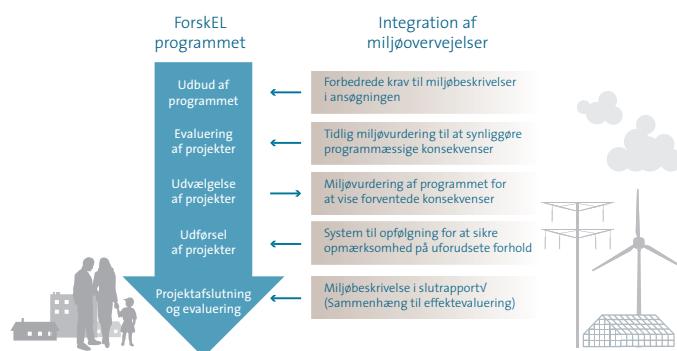 ForskEL
programmet
Integration af
miljøovervejelser
Udbud af
programmet
Forbedrede krav til miljøbeskrivelser
i ansøgningen
Evaluering
af projekter
Tidlig miljøvurdering til at synliggøre
programmæssige konsekvenser
Udvælgelse
af projekter
Miljøvurdering af programmet for
at vise forventede konsekvenser
Udførsel
af projekter
System til opfølgning for at sikre
opmærksomhed på uforudsete forhold
Projektafslutning
og evaluering
Miljøbeskrivelse i slutrapport√
(Sammenhæng til effektevaluering)